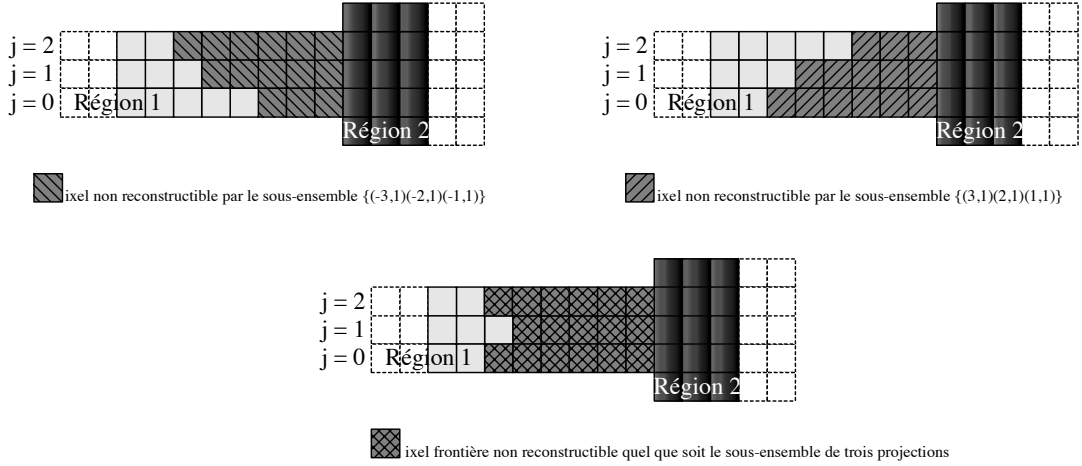 j = 2
j = 1
j = 0
Région 1
Région 2
ixel non reconstructible par le sous-ensemble {(-3,1)(-2,1)(-1,1)}
j = 2
j = 1
j = 0
Région 1
Région 2
ixel non reconstructible par le sous-ensemble {(3,1)(2,1)(1,1)}
j = 2
j = 1
j = 0
Région 1
Région 2
ixel frontière non reconstructible quel que soit le sous-ensemble de trois projections